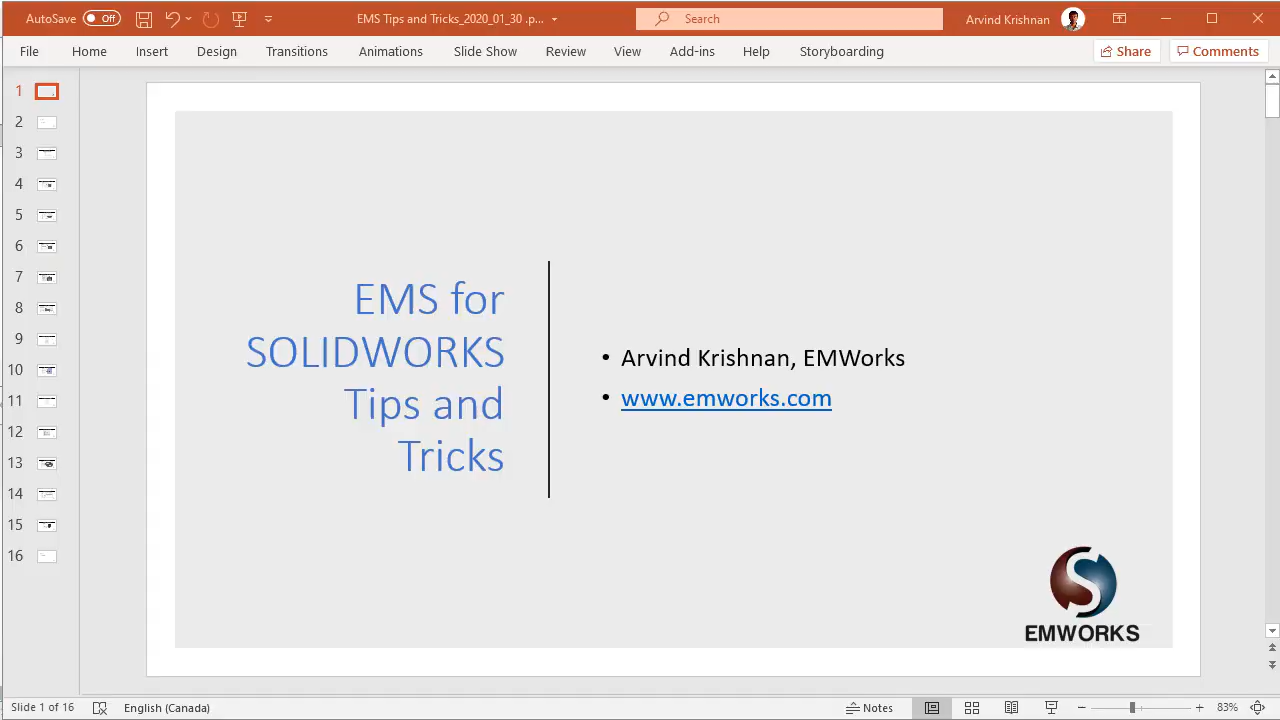 AutoSave Off EMS Tips and Tricks_2020_01_30 .p... Search Arvind Krishnan
File Home Insert Design Transitions Animations Slide Show Review View Add-ins Help Storyboarding Share Comments
1
2
3
4
5
6
7
8
9
10
11
12
13
14
15
16
EMS for
SOLIDWORKS
Tips and
Tricks
• Arvind Krishnan, EMWorks
• www.emworks.com
EMWORKS
Slide 1 of 16 English (Canada) Notes 83%